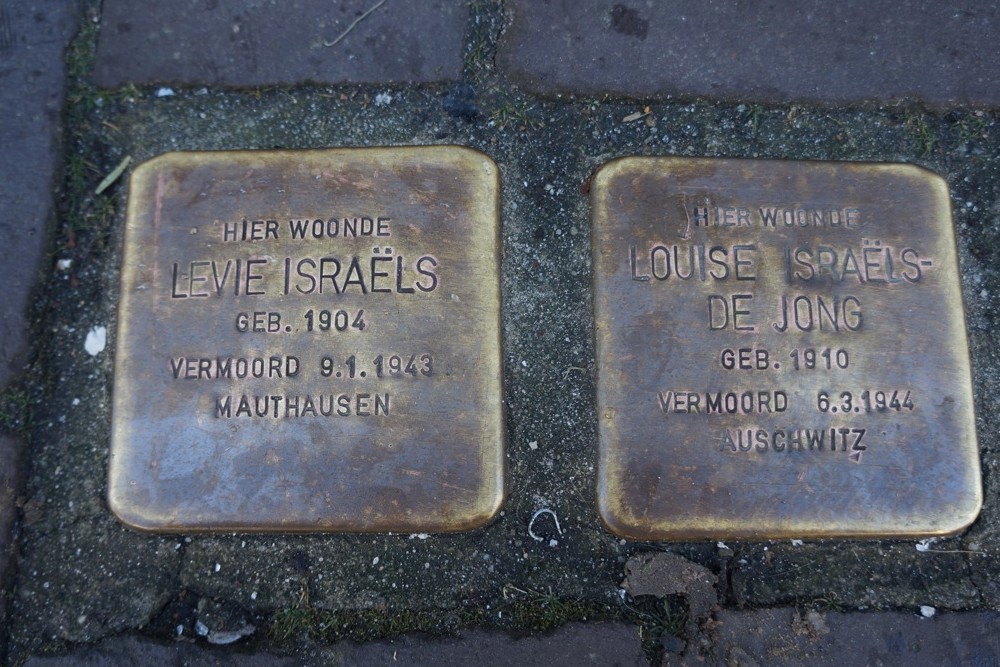 HIER WOONDE
LEVIE ISRAËLS
GEB. 1904
VERMOORD 9.1.1943
MAUTHAUSEN
HIER WOONDE
LOUISE ISRAËLS-
DE JONG
GEB. 1910
VERMOORD 6.3.1944
AUSCHWITZ